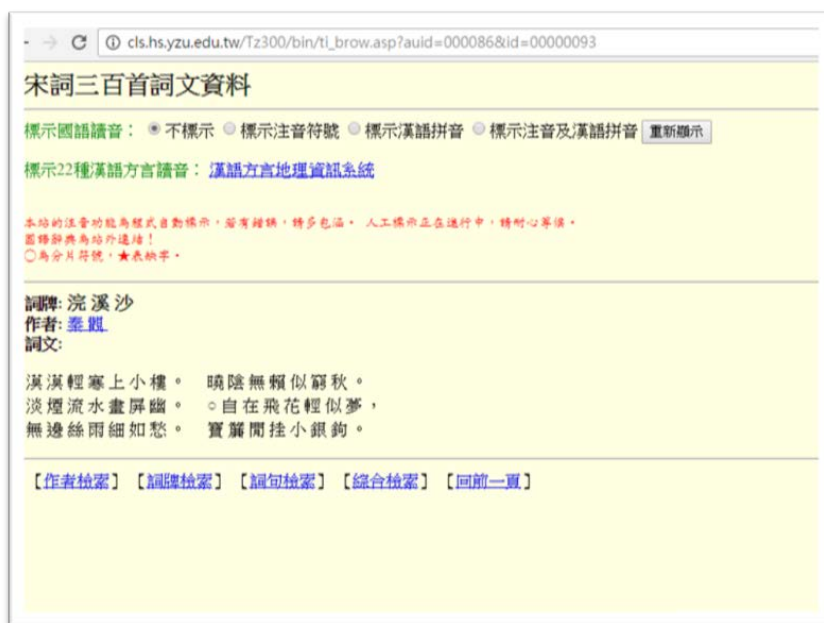 → C ⓘ cls.hs.yzu.edu.tw/Tz300/bin/ti_brow.asp?auid=000086&id=00000093
宋詞三百首詞文資料
標示國語讀音： 不標示 標示注音符號 標示漢語拼音 標示注音及漢語拼音 重新顯示
標示22種漢語方言讀音： 漢語方言地理資訊系統
本站的注音功能為程式自動標示，若有錯誤，請多包涵。 人工標示正在進行中，請耐心等候。
國語辭典為站外連結！
○為分片符號，★表缺字。
詞牌: 浣溪沙
作者: 秦觀
詞文:
漠漠輕寒上小樓。 曉陰無賴似窮秋。
淡煙流水畫屏幽。 ○自在飛花輕似夢，
無邊絲雨細如愁。 寶簾閒挂小銀鉤。
【作者檢索】 【詞牌檢索】 【詞句檢索】 【綜合檢索】 【回前一頁】